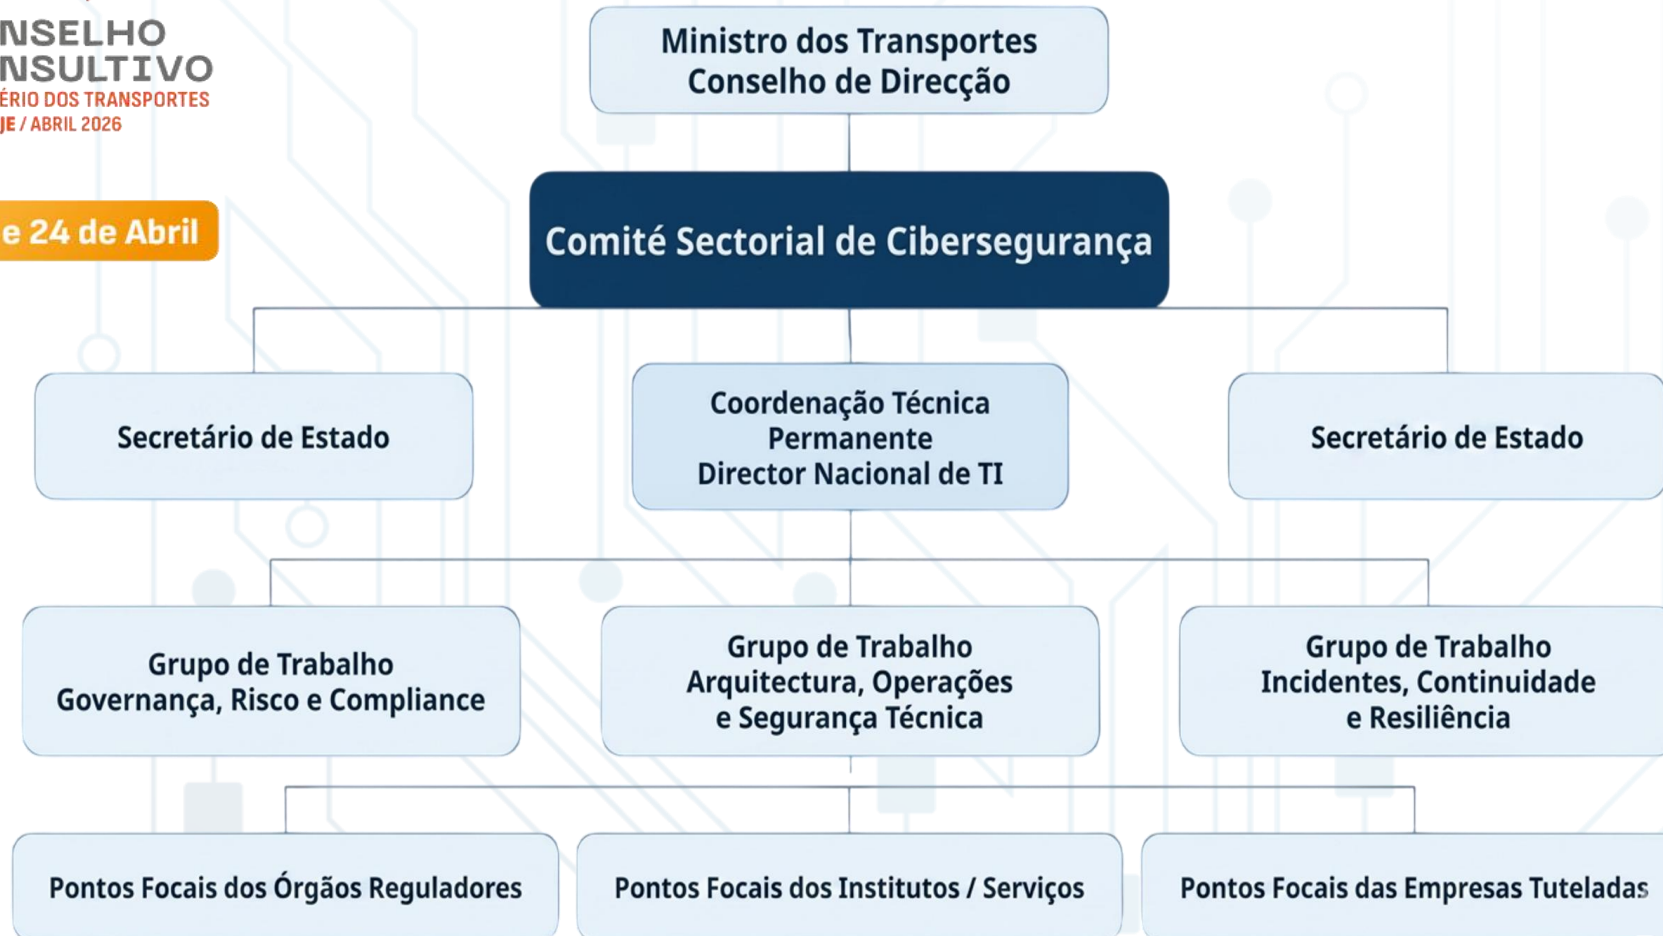 NSELHO
NSULTIVO
ÉRIO DOS TRANSPORTES
JE / ABRIL 2026
e 24 de Abril
Ministro dos Transportes
Conselho de Direcção
Comité Sectorial de Cibersegurança
Secretário de Estado
Coordenação Técnica
Permanente
Director Nacional de TI
Secretário de Estado
Grupo de Trabalho
Governança, Risco e Compliance
Grupo de Trabalho
Arquitectura, Operações
e Segurança Técnica
Grupo de Trabalho
Incidentes, Continuidade
e Resiliência
Pontos Focais dos Órgãos Reguladores
Pontos Focais dos Institutos / Serviços
Pontos Focais das Empresas Tuteladas